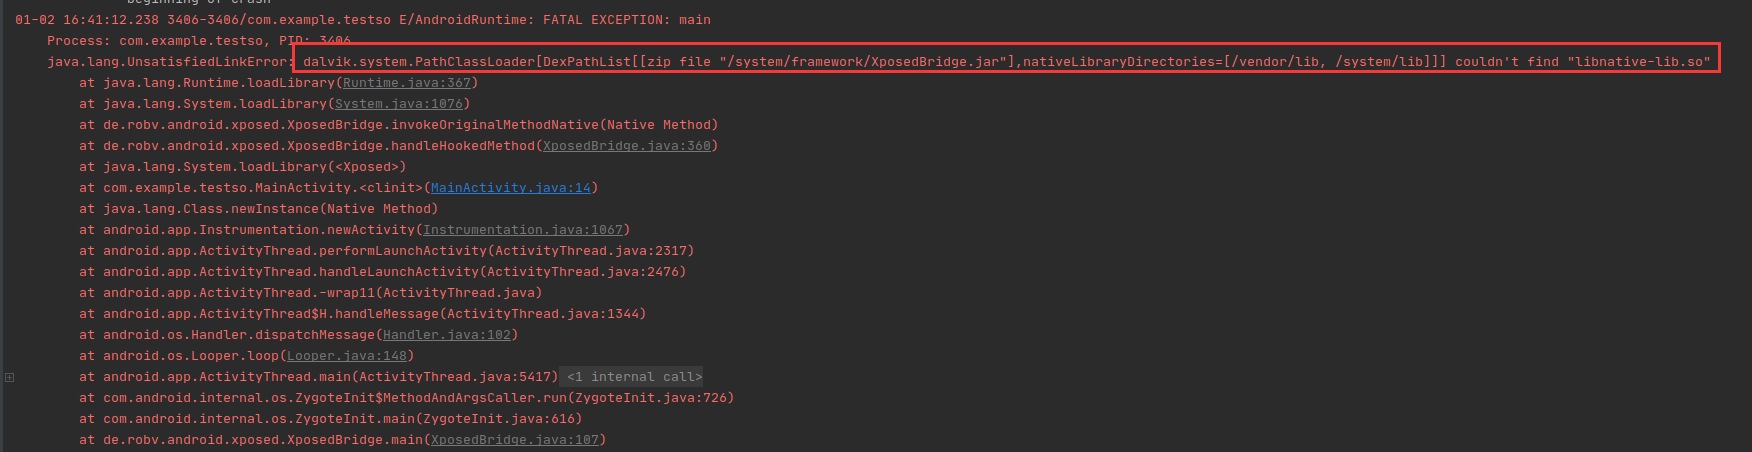 beginning of crash
01-02 16:41:12.238 3406-3406/com.example.testso E/AndroidRuntime: FATAL EXCEPTION: main
Process: com.example.testso, PID: 3406
java.lang.UnsatisfiedLinkError: dalvik.system.PathClassLoader[DexPathList[[zip file "/system/framework/XposedBridge.jar"],nativeLibraryDirectories=[/vendor/lib, /system/lib]]] couldn't find "libnative-lib.so"
at java.lang.Runtime.loadLibrary(Runtime.java:367)
at java.lang.System.loadLibrary(System.java:1076)
at de.robv.android.xposed.XposedBridge.invokeOriginalMethodNative(Native Method)
at de.robv.android.xposed.XposedBridge.handleHookedMethod(XposedBridge.java:360)
at java.lang.System.loadLibrary(<Xposed>)
at com.example.testso.MainActivity.<clinit>(MainActivity.java:14)
at java.lang.Class.newInstance(Native Method)
at android.app.Instrumentation.newActivity(Instrumentation.java:1067)
at android.app.ActivityThread.performLaunchActivity(ActivityThread.java:2317)
at android.app.ActivityThread.handleLaunchActivity(ActivityThread.java:2476)
at android.app.ActivityThread.-wrap11(ActivityThread.java)
at android.app.ActivityThread$H.handleMessage(ActivityThread.java:1344)
at android.os.Handler.dispatchMessage(Handler.java:102)
at android.os.Looper.loop(Looper.java:148)
at android.app.ActivityThread.main(ActivityThread.java:5417) <1 internal call>
at com.android.internal.os.ZygoteInit$MethodAndArgsCaller.run(ZygoteInit.java:726)
at com.android.internal.os.ZygoteInit.main(ZygoteInit.java:616)
at de.robv.android.xposed.XposedBridge.main(XposedBridge.java:107)